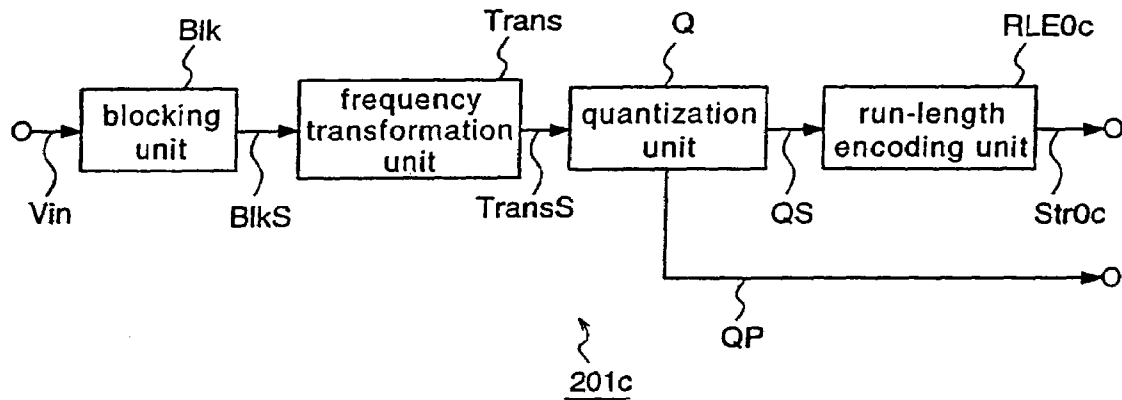 Blk
Trans
Q
RLE0c
blocking
unit
frequency
transformation
unit
quantization
unit
run-length
encoding unit
Vin
BlkS
TransS
QS
Str0c
QP
201c